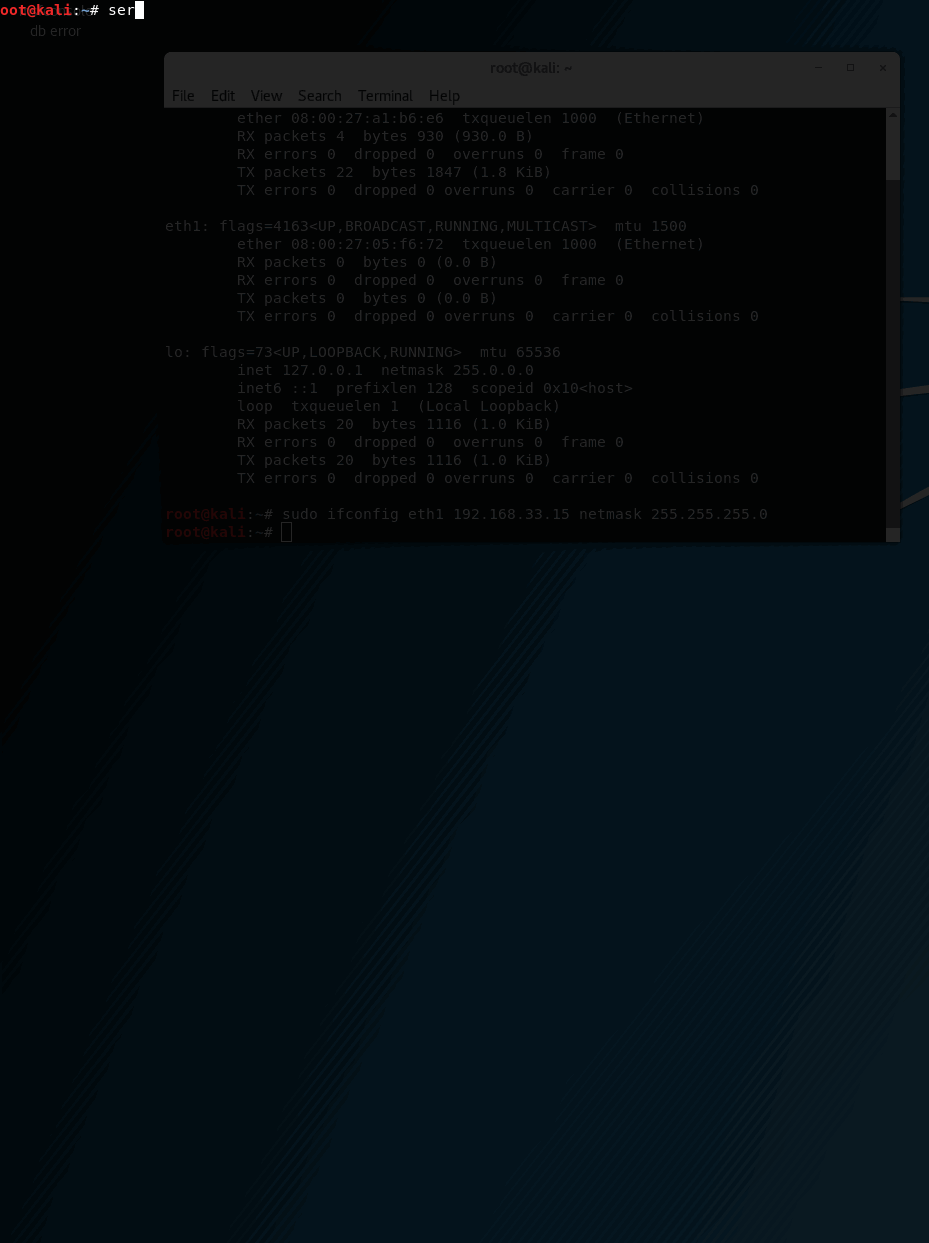 oot@kali:~# ser
db error
root@kali: ~
File Edit View Search Terminal Help
ether 08:00:27:a1:b6:e6 txqueuelen 1000 (Ethernet)
RX packets 4 bytes 930 (930.0 B)
RX errors 0 dropped 0 overruns 0 frame 0
TX packets 22 bytes 1847 (1.8 KiB)
TX errors 0 dropped 0 overruns 0 carrier 0 collisions 0
eth1: flags=4163<UP,BROADCAST,RUNNING,MULTICAST> mtu 1500
ether 08:00:27:05:f6:72 txqueuelen 1000 (Ethernet)
RX packets 0 bytes 0 (0.0 B)
RX errors 0 dropped 0 overruns 0 frame 0
TX packets 0 bytes 0 (0.0 B)
TX errors 0 dropped 0 overruns 0 carrier 0 collisions 0
lo: flags=73<UP,LOOPBACK,RUNNING> mtu 65536
inet 127.0.0.1 netmask 255.0.0.0
inet6 ::1 prefixlen 128 scopeid 0x10<host>
loop txqueuelen 1 (Local Loopback)
RX packets 20 bytes 1116 (1.0 KiB)
RX errors 0 dropped 0 overruns 0 frame 0
TX packets 20 bytes 1116 (1.0 KiB)
TX errors 0 dropped 0 overruns 0 carrier 0 collisions 0
root@kali:~# sudo ifconfig eth1 192.168.33.15 netmask 255.255.255.0
root@kali:~#